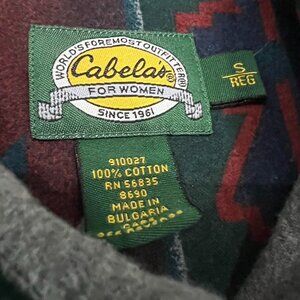 WORLD'S FOREMOST OUTFITTER®
Cabela's®
FOR WOMEN
SINCE 1961
S
REG
910027
100% COTTON
RN 56835
8690
MADE IN
BULGARIA